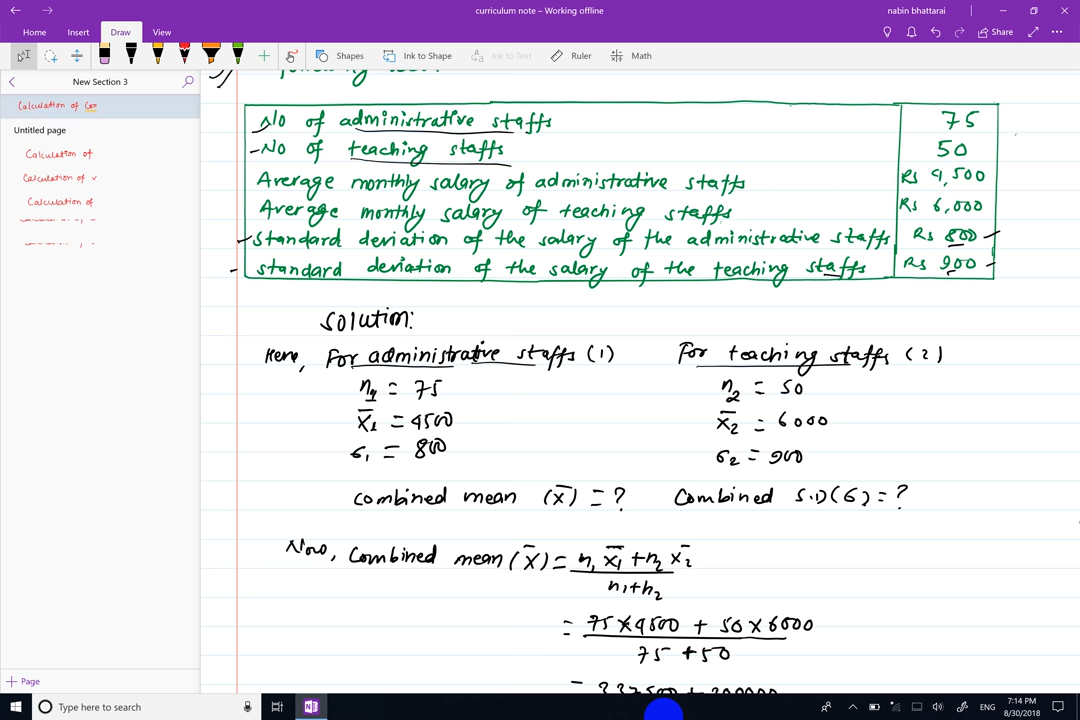 curriculum note – Working offline
nabin bhattarai
Home Insert Draw View
Share
Shapes Ink to Shape Ink to Text Ruler Math
New Section 3
Calculation of Com
Untitled page
Calculation of
Calculation of v
Calculation of
No of administrative staffs 75
No of teaching staffs 50
Average monthly salary of administrative staffs Rs 4,500
Average monthly salary of teaching staffs Rs 6,000
Standard deviation of the salary of the administrative staffs Rs 800
standard deviation of the salary of the teaching staffs Rs 900
Solution:
Here, For administrative staffs (1) For teaching staffs (2)
n₁ = 75 n₂ = 50
x̄₁ = 4500 x̄₂ = 6000
σ₁ = 800 σ₂ = 900
combined mean (x̄) = ? Combined S.D(σ) = ?
Now, Combined mean (x̄) = n₁ x̄₁ + n₂ x̄₂
n₁+n₂
= 75 × 4500 + 50 × 6000
75 + 50
= 337500 + 300000
+ Page
Type here to search
ENG
7:14 PM
8/30/2018